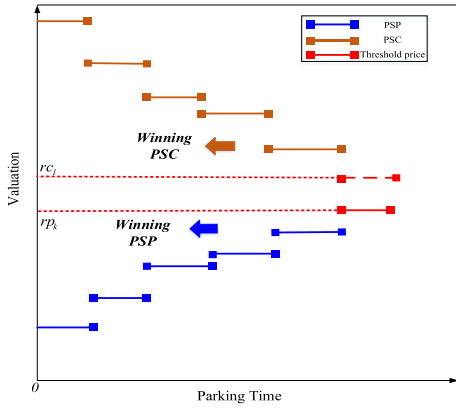 PSP
PSC
Threshold price
Winning
PSC
rc_l
Valuation
rp_k
Winning
PSP
0
Parking Time